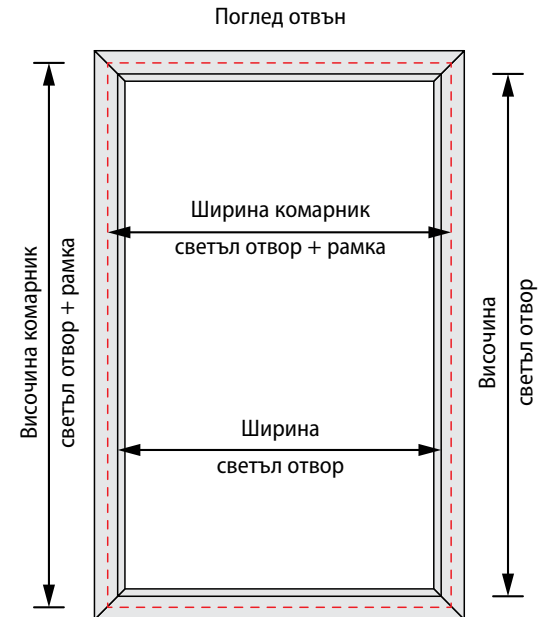 Поглед отвън
Ширина комарник
светъл отвор + рамка
Височина комарник
светъл отвор + рамка
Височина
светъл отвор
Ширина
светъл отвор